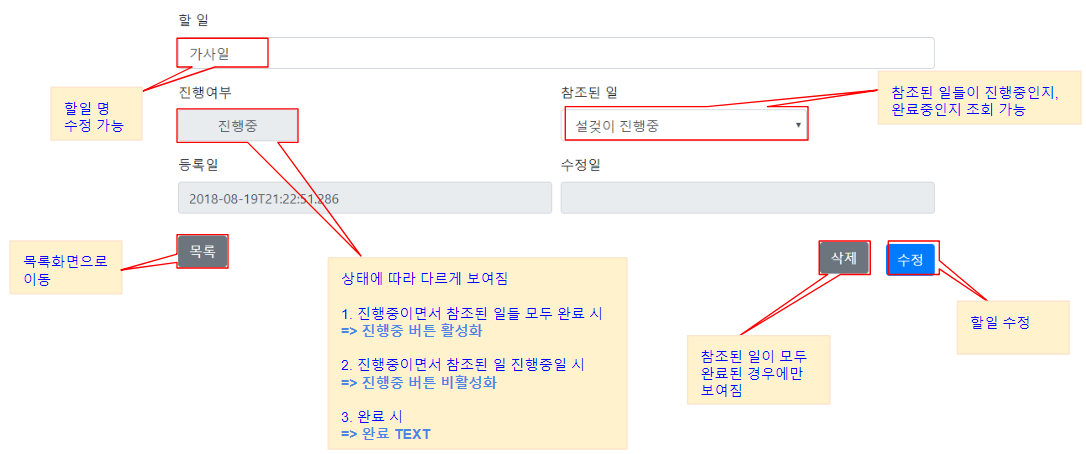 할 일
가사일
할일 명
수정 가능
진행여부
진행중
참조된 일
설겆이 진행중
참조된 일들이 진행중인지,
완료중인지 조회 가능
등록일
2018-08-19T21:22:51.286
수정일
목록
목록화면으로
이동
상태에 따라 다르게 보여짐
1. 진행중이면서 참조된 일들 모두 완료 시
=> 진행중 버튼 활성화
2. 진행중이면서 참조된 일 진행중일 시
=> 진행중 버튼 비활성화
3. 완료 시
=> 완료 TEXT
삭제
수정
참조된 일이 모두
완료된 경우에만
보여짐
할일 수정